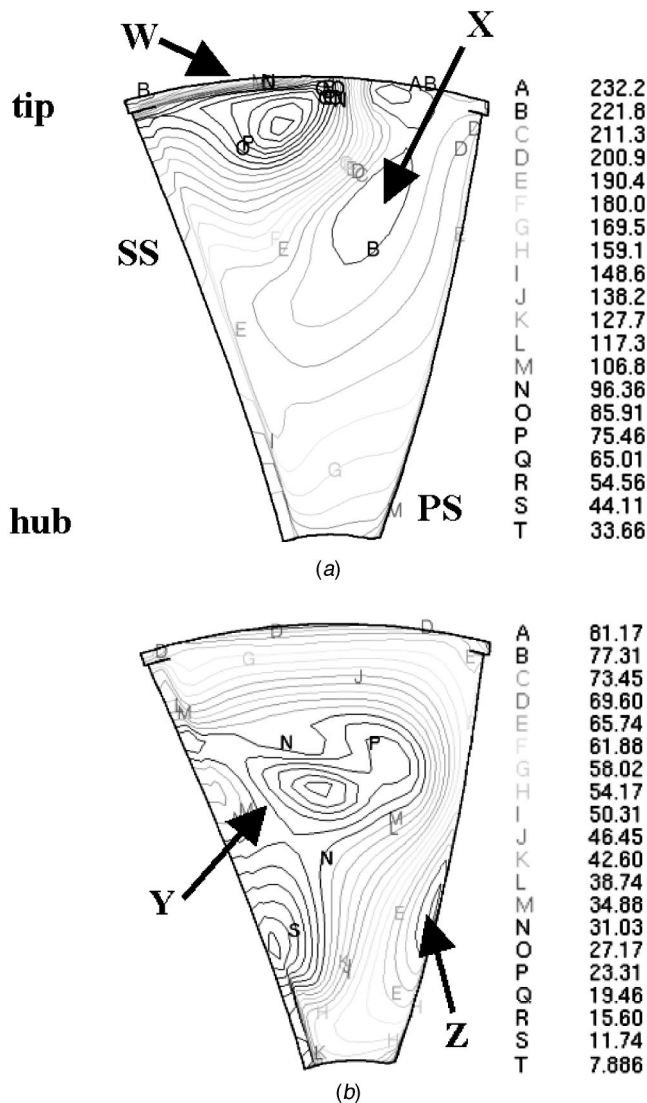 W
X
tip
SS
PS
hub
B
I
N
A
B
O
P
D
C
D
D
F
E
B
E
E
I
G
M
A 232.2
B 221.8
C 211.3
D 200.9
E 190.4
F 180.0
G 169.5
H 159.1
I 148.6
J 138.2
K 127.7
L 117.3
M 106.8
N 96.36
O 85.91
P 75.46
Q 65.01
R 54.56
S 44.11
T 33.66
(a)
D
D
D
E
G
J
L
M
N
P
M
M
L
N
Y
S
E
K
J
I
E
H
H
H
K
Z
A 81.17
B 77.31
C 73.45
D 69.60
E 65.74
F 61.88
G 58.02
H 54.17
I 50.31
J 46.45
K 42.60
L 38.74
M 34.88
N 31.03
O 27.17
P 23.31
Q 19.46
R 15.60
S 11.74
T 7.886
(b)